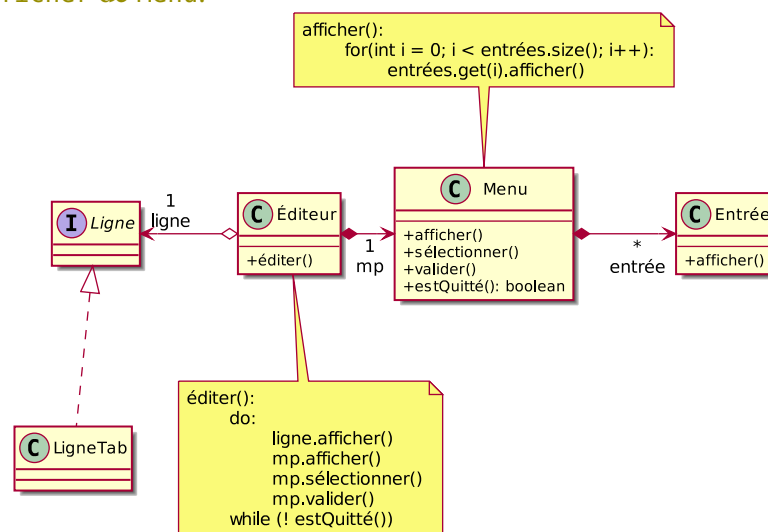 afficher():
for(int i = 0; i < entrées.size(); i++):
entrées.get(i).afficher()
I Ligne
1
ligne
C Éditeur
+éditer()
1
mp
C Menu
+afficher()
+sélectionner()
+valider()
+estQuitté(): boolean
*
entrée
C Entrée
+afficher()
C LigneTab
éditer():
do:
ligne.afficher()
mp.afficher()
mp.sélectionner()
mp.valider()
while (! estQuitté())